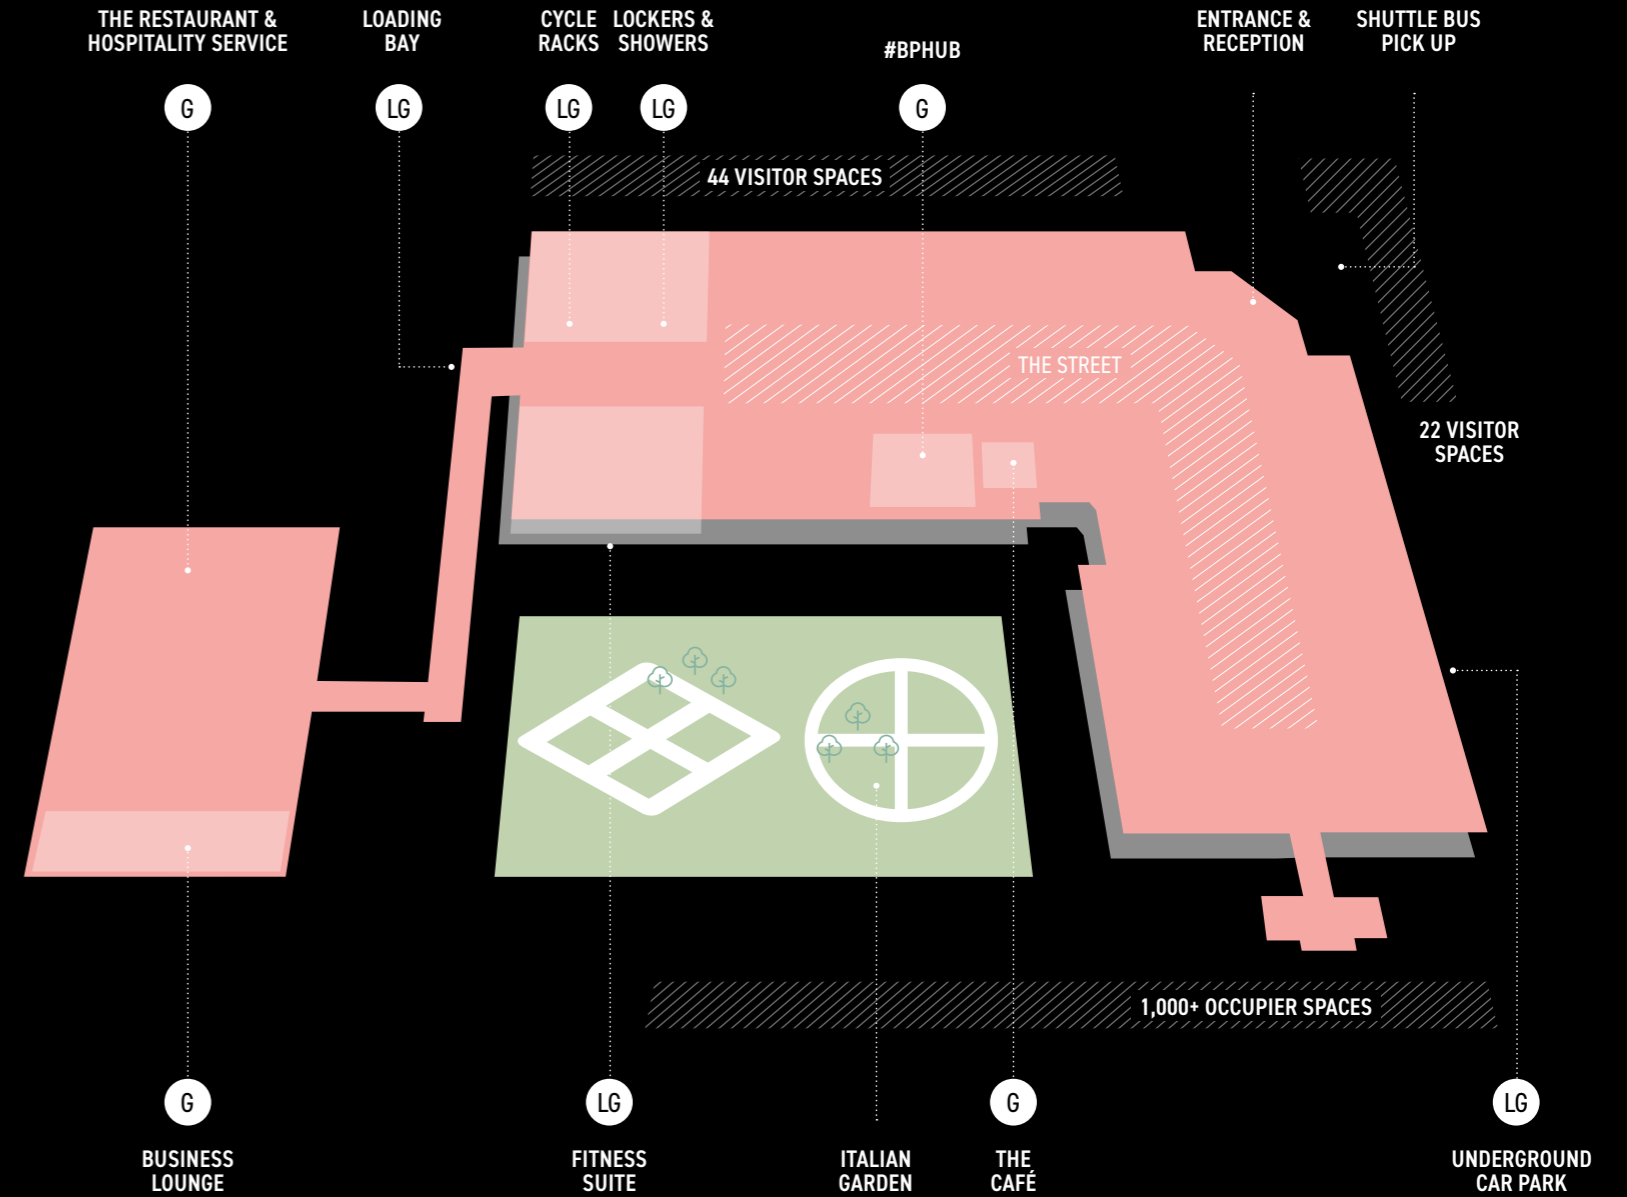 THE RESTAURANT &
HOSPITALITY SERVICE
LOADING
BAY
CYCLE
RACKS
LOCKERS &
SHOWERS
#BPHUB
ENTRANCE &
RECEPTION
SHUTTLE BUS
PICK UP
G
LG
LG
LG
G
44 VISITOR SPACES
THE STREET
22 VISITOR
SPACES
1,000+ OCCUPIER SPACES
G
LG
G
LG
BUSINESS
LOUNGE
FITNESS
SUITE
ITALIAN
GARDEN
THE
CAFÉ
UNDERGROUND
CAR PARK